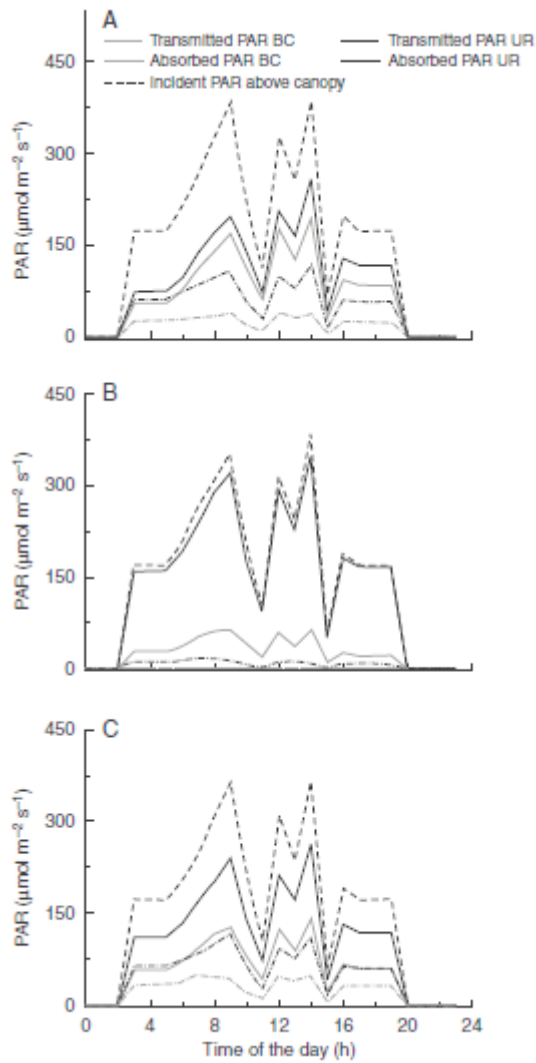 A
Transmitted PAR BC Transmitted PAR UR
Absorbed PAR BC Absorbed PAR UR
Incident PAR above canopy
450
300
150
0
PAR (μmol m⁻² s⁻¹)
B
450
300
150
0
PAR (μmol m⁻² s⁻¹)
C
450
300
150
0
PAR (μmol m⁻² s⁻¹)
0 4 8 12 16 20 24
Time of the day (h)